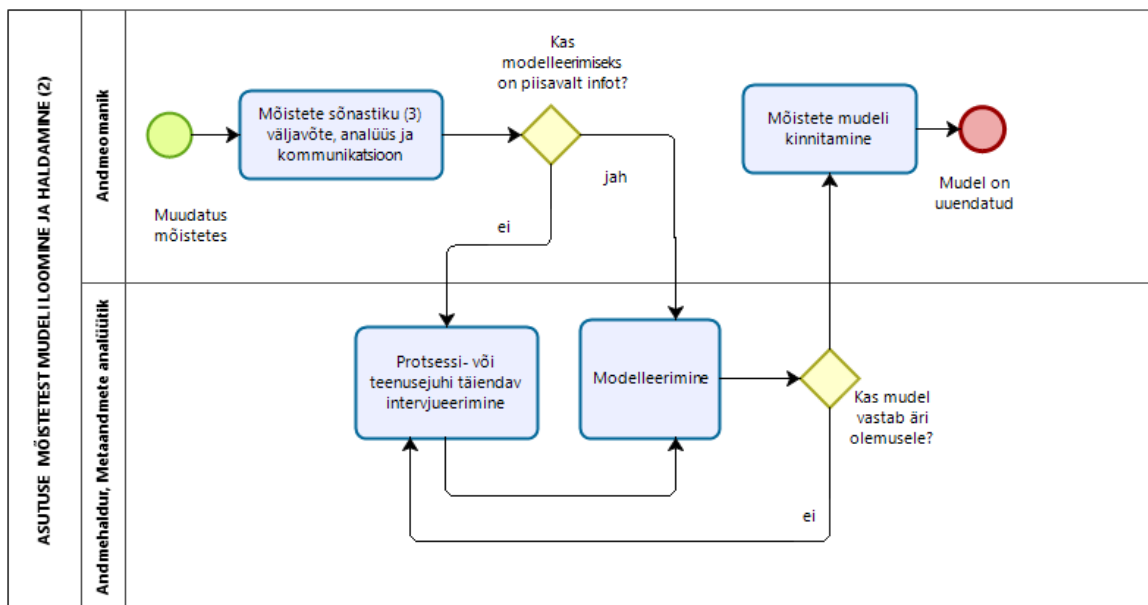 ASUTUSE MÕISTETEST MUDELI LOOMINE JA HALDAMINE (2)
Andmeomanik
Muudatus
mõistetes
Mõistete sõnastiku (3)
väljavõte, analüüs ja
kommunikatsioon
Kas
modelleerimiseks
on piisavalt infot?
jah
ei
Mõistete mudeli
kinnitamine
Mudel on
uuendatud
Andmehaldur, Metaandmete analüütik
Protsessi- või
teenusejuhi täiendav
intervjueerimine
Modelleerimine
Kas mudel
vastab äri
olemusele?
ei